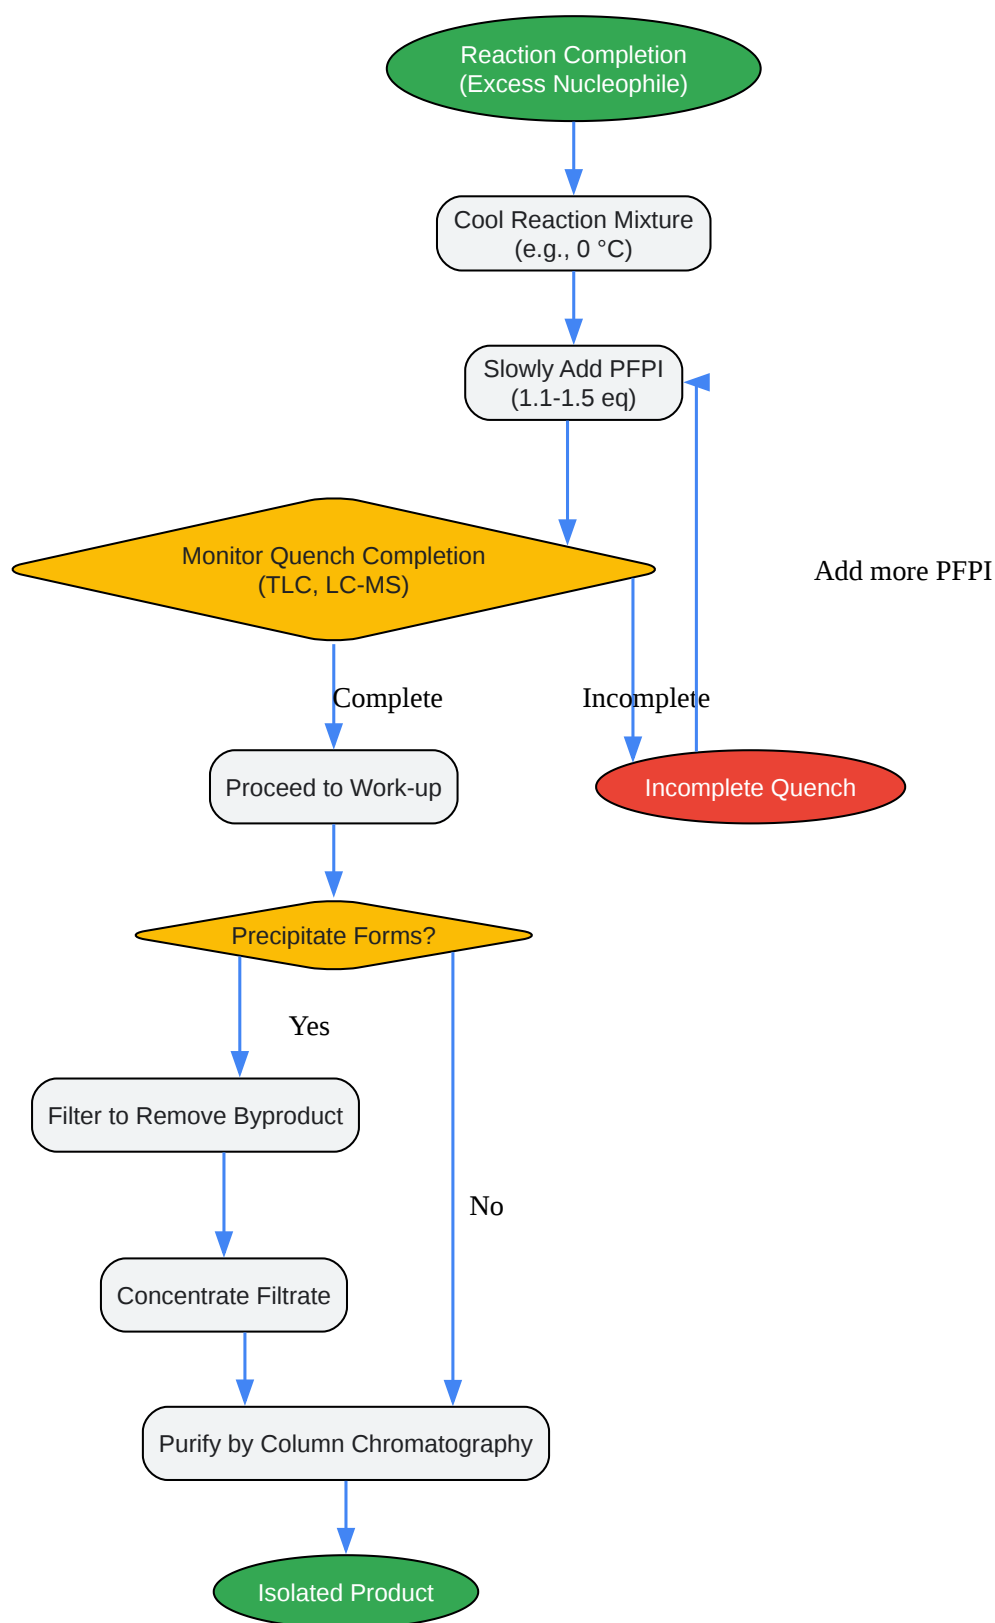 Reaction Completion
(Excess Nucleophile)
Cool Reaction Mixture
(e.g., 0 °C)
Slowly Add PFPI
(1.1-1.5 eq)
Monitor Quench Completion
(TLC, LC-MS)
Add more PFPI
Complete
Incomplete
Proceed to Work-up
Incomplete Quench
Precipitate Forms?
Yes
Filter to Remove Byproduct
No
Concentrate Filtrate
Purify by Column Chromatography
Isolated Product